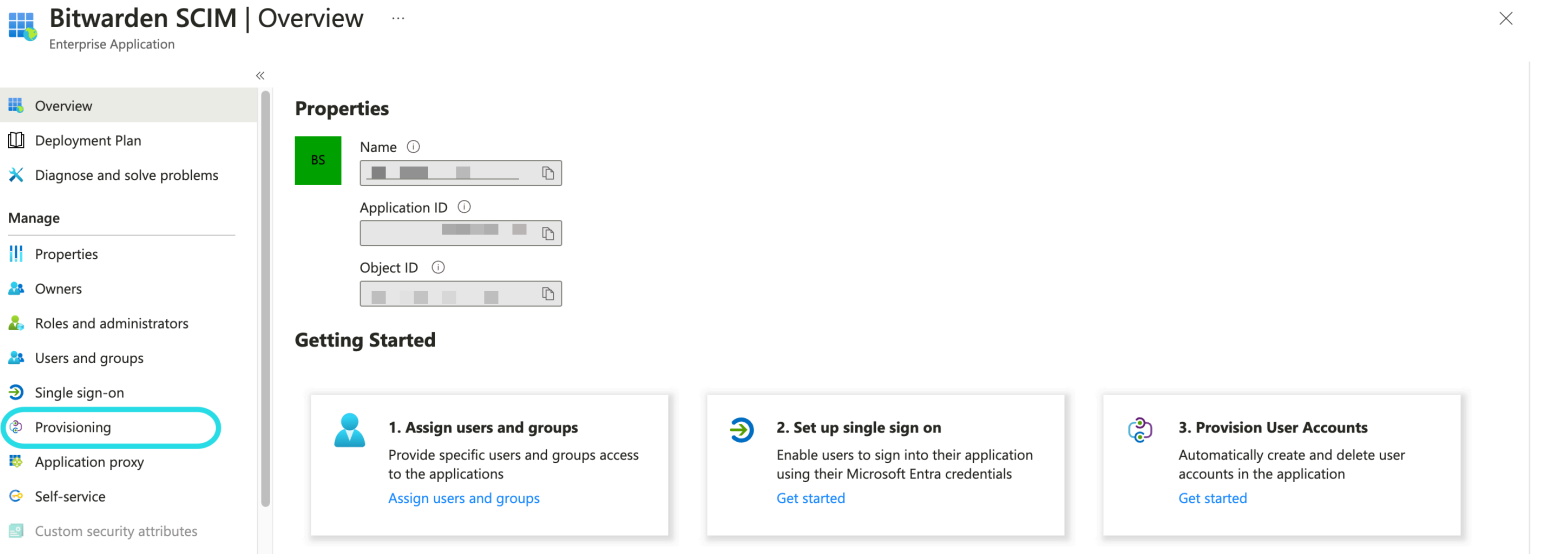 Bitwarden SCIM | Overview ...
Enterprise Application
«
Overview
Deployment Plan
Diagnose and solve problems
Manage
Properties
Owners
Roles and administrators
Users and groups
Single sign-on
Provisioning
Application proxy
Self-service
Custom security attributes
Properties
BS
Name
Application ID
Object ID
Getting Started
1. Assign users and groups
Provide specific users and groups access
to the applications
Assign users and groups
2. Set up single sign on
Enable users to sign into their application
using their Microsoft Entra credentials
Get started
3. Provision User Accounts
Automatically create and delete user
accounts in the application
Get started